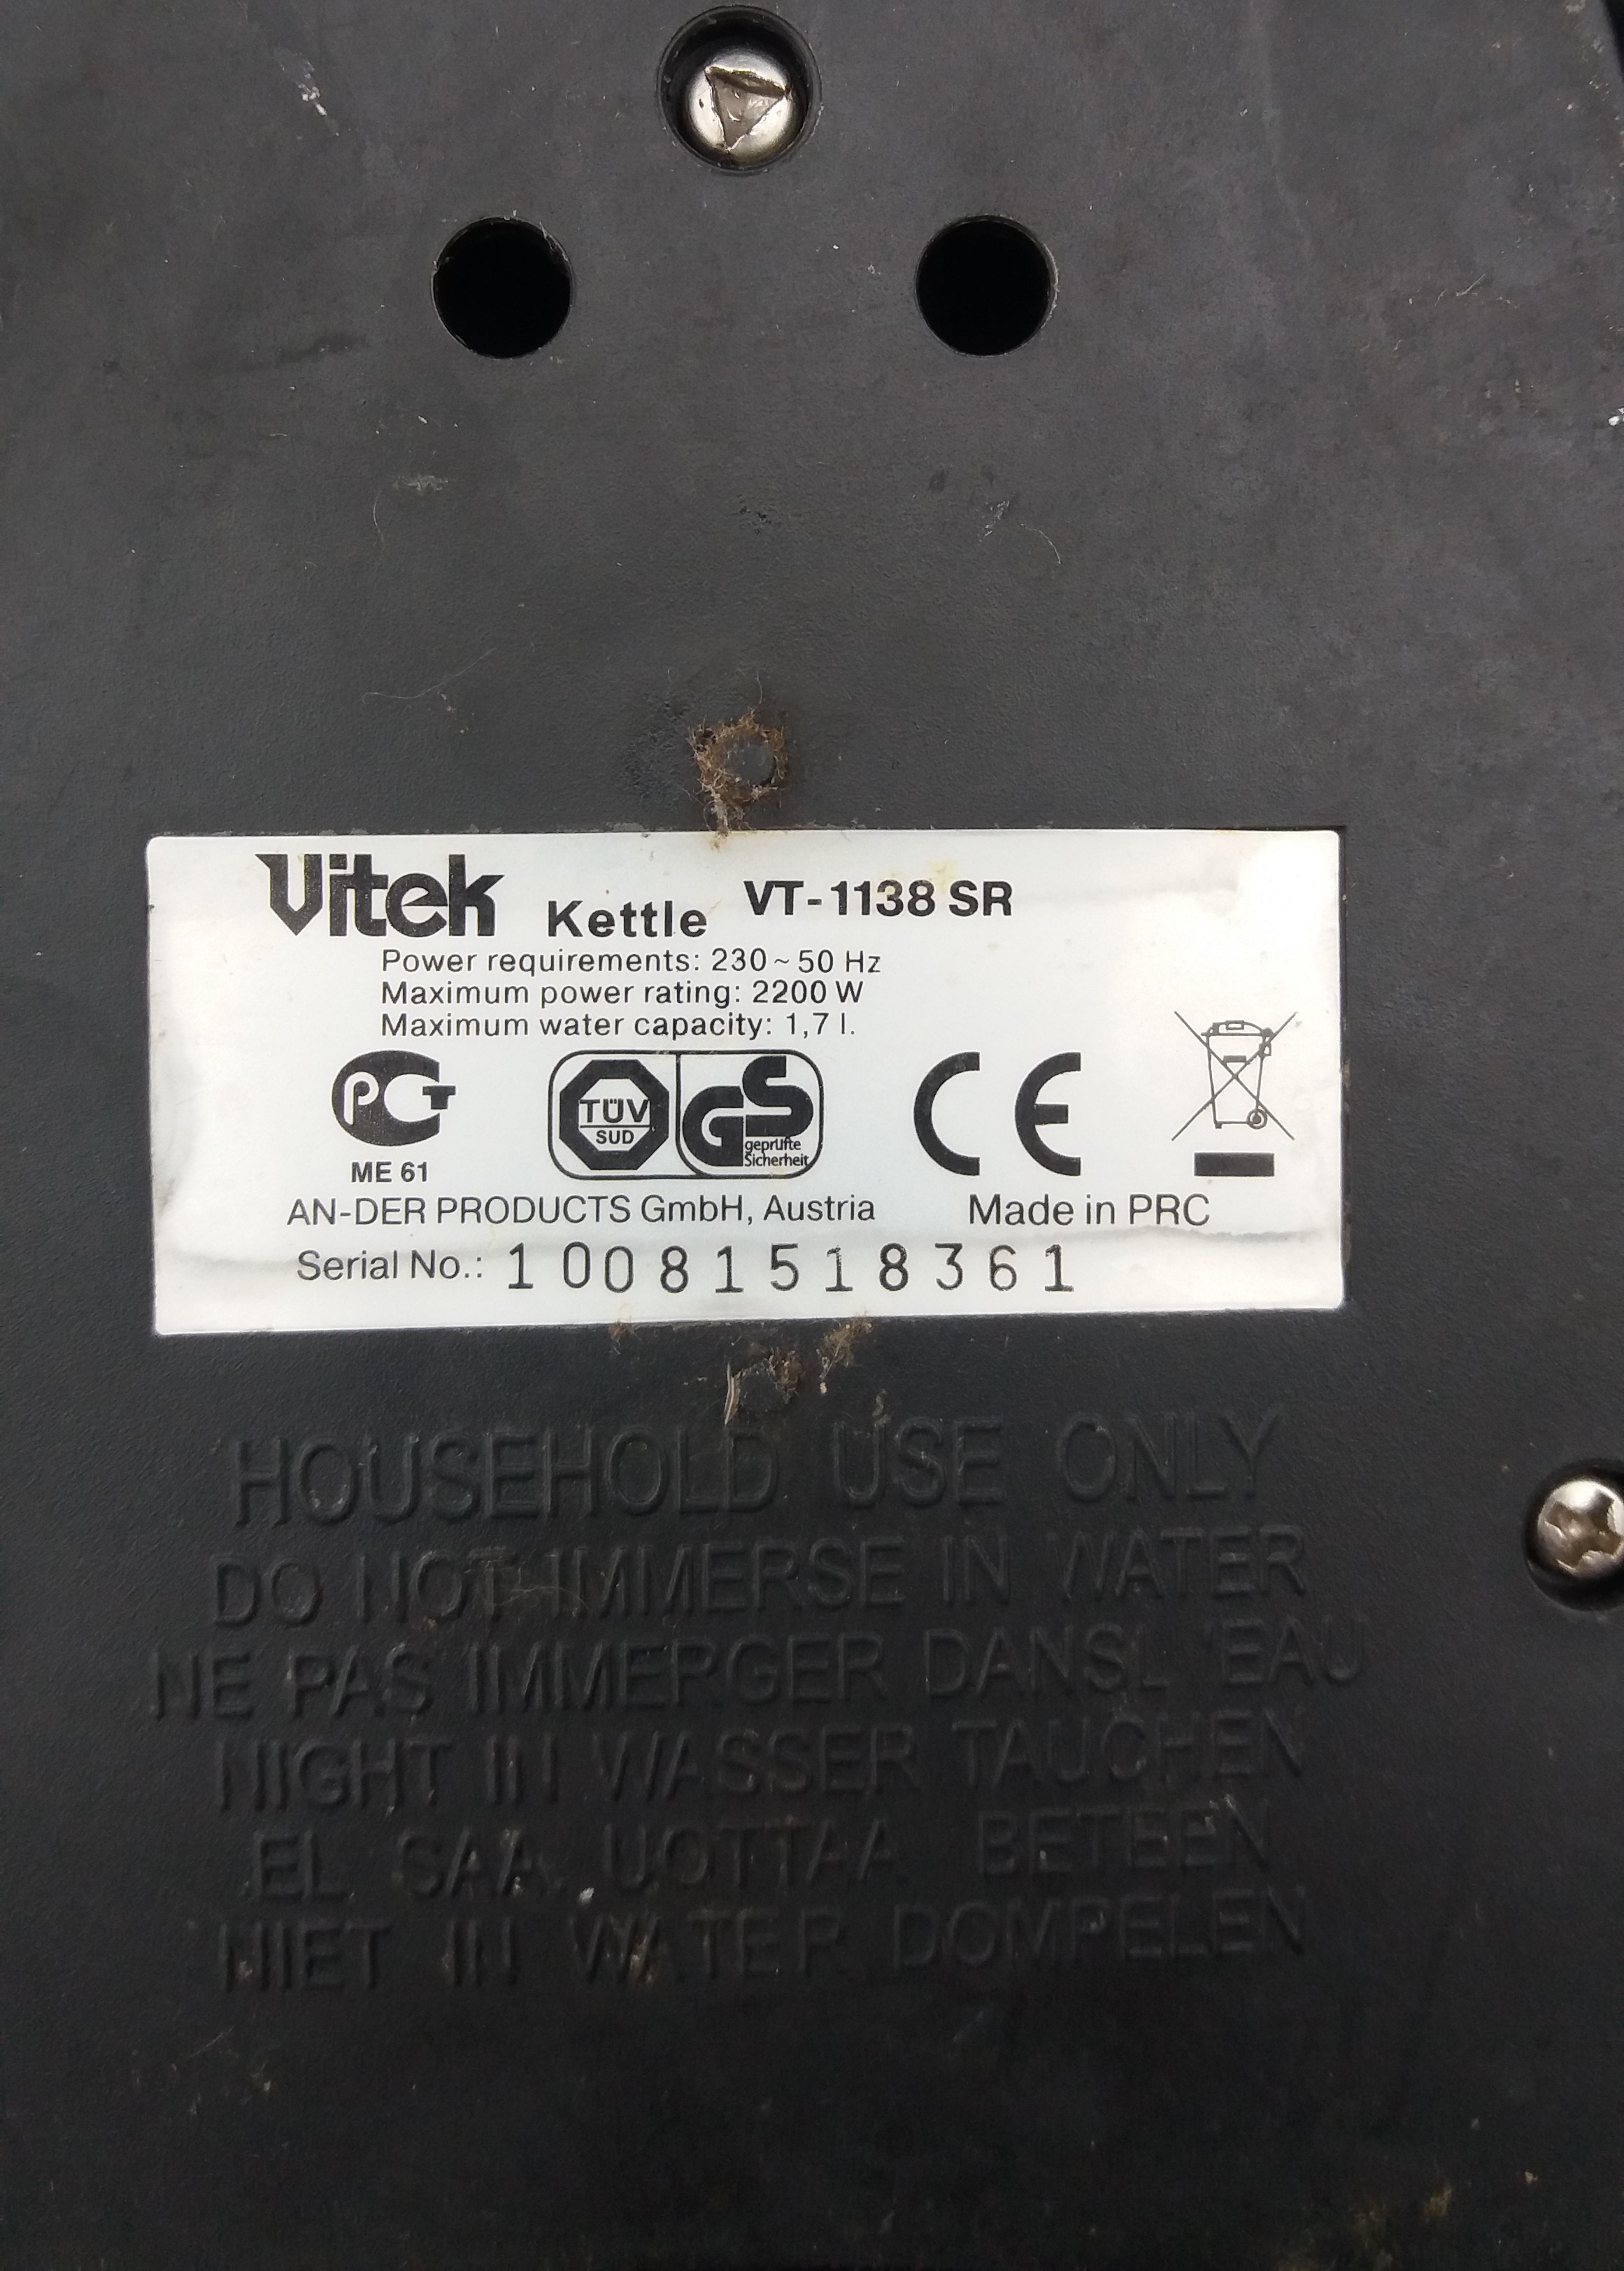 Vitek Kettle VT-1138 SR
Power requirements: 230 ~ 50 Hz
Maximum power rating: 2200 W
Maximum water capacity: 1,7 l.
РСТ
ME 61
TÜV
SUD
GS
geprüfte
Sicherheit
CE
AN-DER PRODUCTS GmbH, Austria Made in PRC
Serial No.: 10081518361
HOUSEHOLD USE ONLY
DO NOT IMMERSE IN WATER
NE PAS IMMERGER DANSL 'EAU
NIGHT IN WASSER TAUCHEN
EL SAA UOTTAA BETEEN
NIET IN WATER DOMPELEN